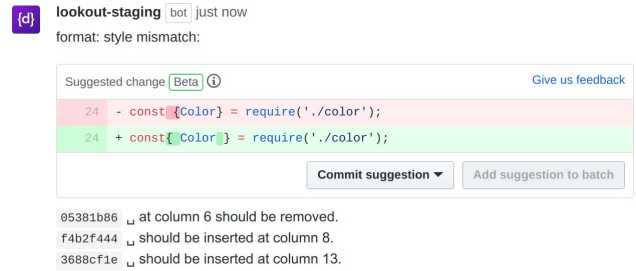 {d}
lookout-staging bot just now
format: style mismatch:
Suggested change Beta i Give us feedback
24 - const {Color} = require('./color');
24 + const{ Color } = require('./color');
Commit suggestion Add suggestion to batch
05381b86 ␣ at column 6 should be removed.
f4b2f444 ␣ should be inserted at column 8.
3688cf1e ␣ should be inserted at column 13.